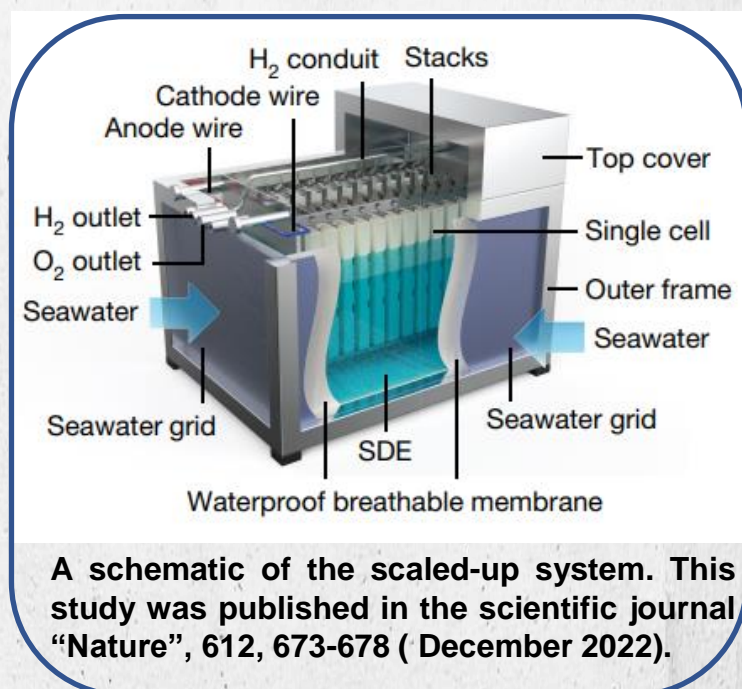 H2 conduit Stacks
Cathode wire
Anode wire
Top cover
H2 outlet
Single cell
O2 outlet
Outer frame
Seawater
Seawater
Seawater grid
Seawater grid
SDE
Waterproof breathable membrane
A schematic of the scaled-up system. This
study was published in the scientific journal
“Nature”, 612, 673-678 ( December 2022).